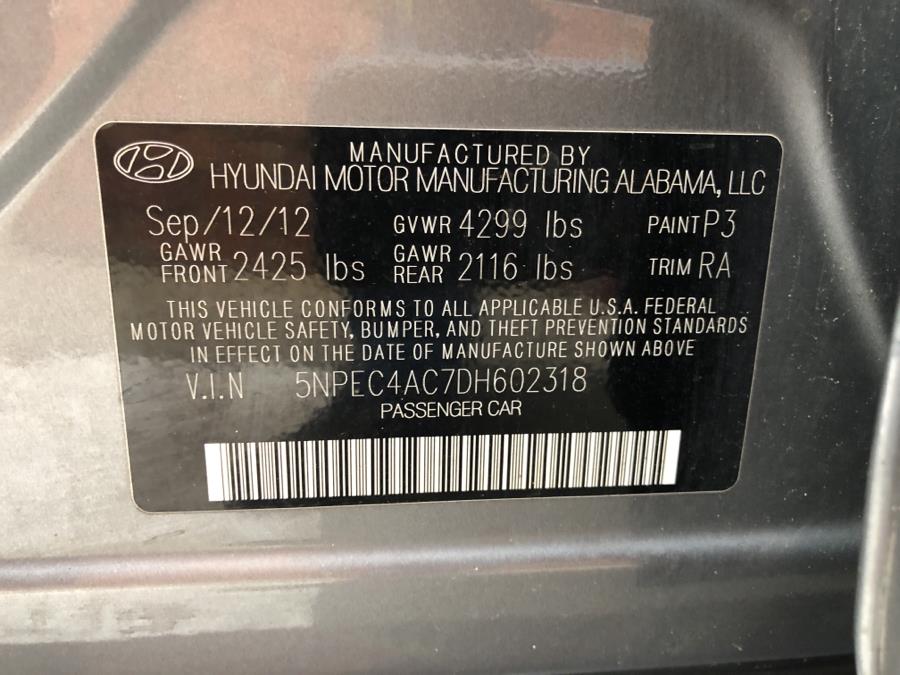 MANUFACTURED BY
HYUNDAI MOTOR MANUFACTURING ALABAMA, LLC
Sep/12/12 GVWR 4299 lbs PAINT P3
GAWR FRONT 2425 lbs GAWR REAR 2116 lbs TRIM RA
THIS VEHICLE CONFORMS TO ALL APPLICABLE U.S.A. FEDERAL
MOTOR VEHICLE SAFETY, BUMPER, AND THEFT PREVENTION STANDARDS
IN EFFECT ON THE DATE OF MANUFACTURE SHOWN ABOVE
V.I.N 5NPEC4AC7DH602318
PASSENGER CAR